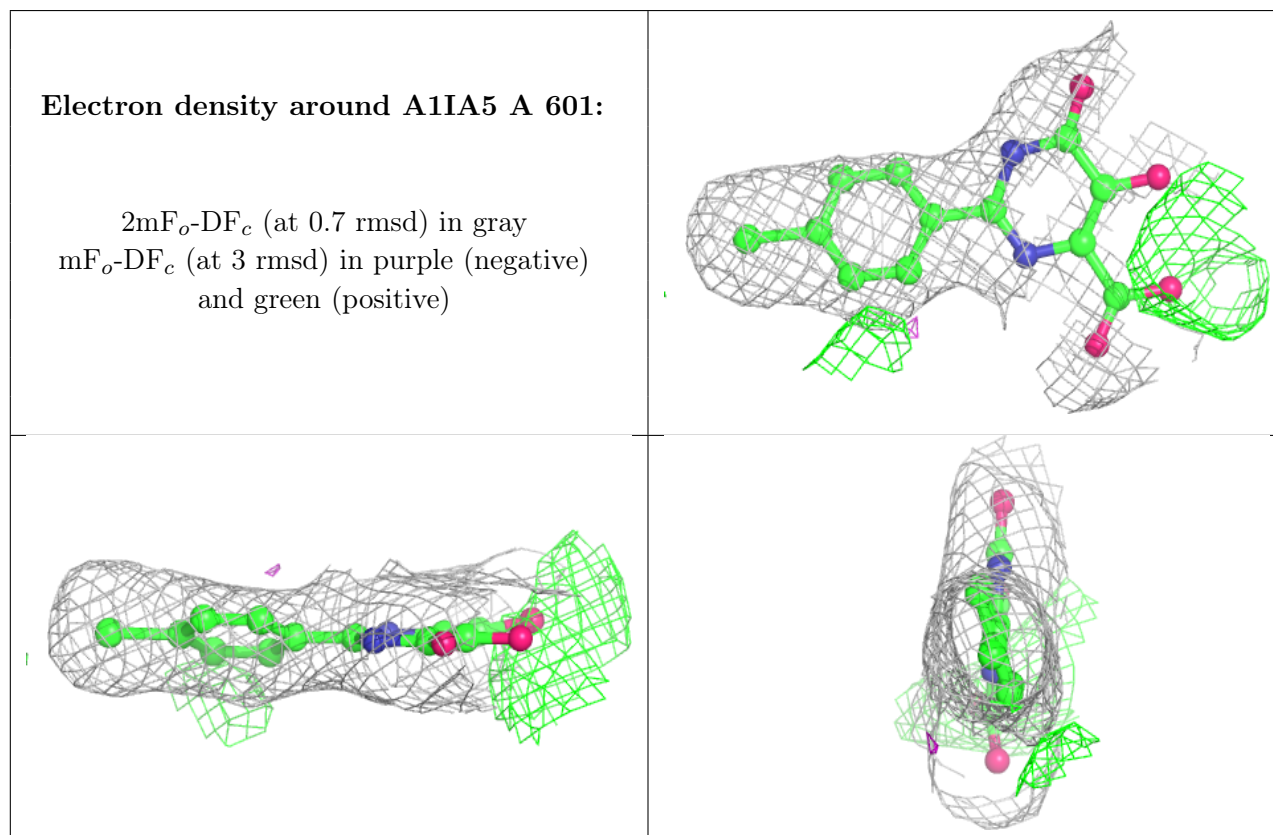 Electron density around A1IA5 A 601:
2mFo-DFc (at 0.7 rmsd) in gray
mFo-DFc (at 3 rmsd) in purple (negative)
and green (positive)